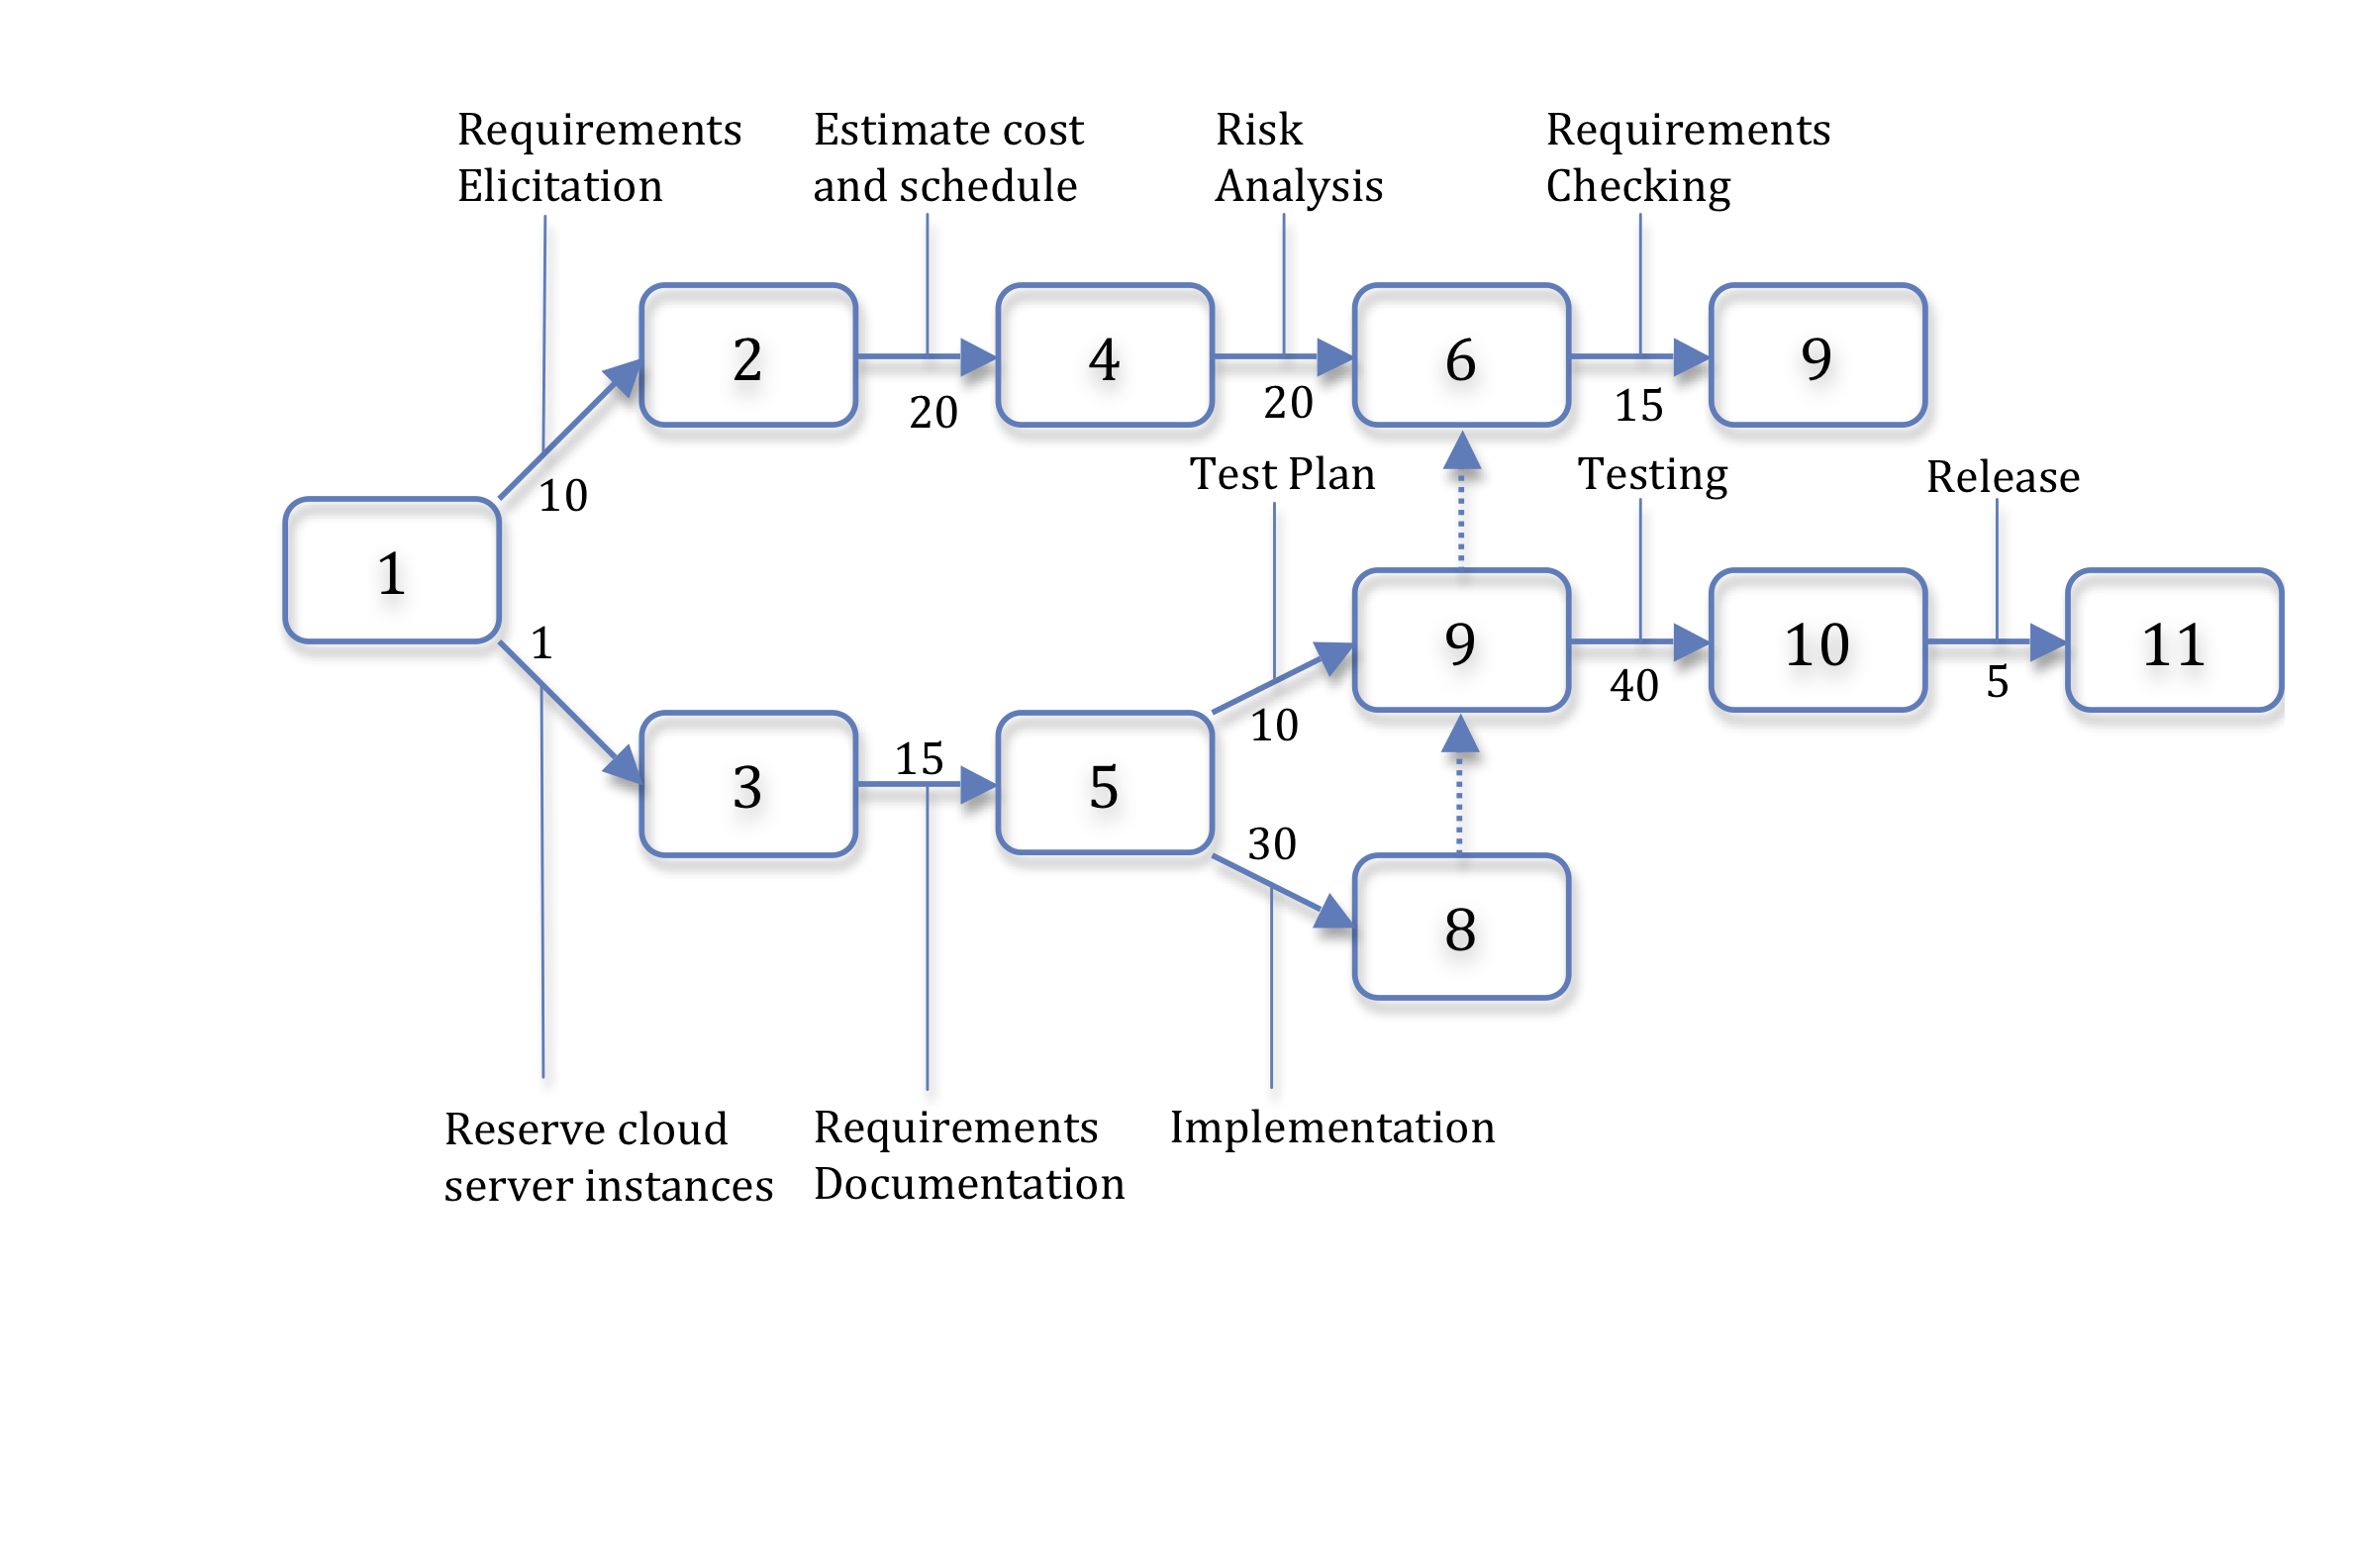 Requirements
Elicitation
Estimate cost
and schedule
Risk
Analysis
Requirements
Checking
2
4
6
9
20
20
15
10
Test Plan
Testing
Release
1
1
9
10
11
10
40
5
3
15
5
30
8
Reserve cloud
server instances
Requirements
Documentation
Implementation